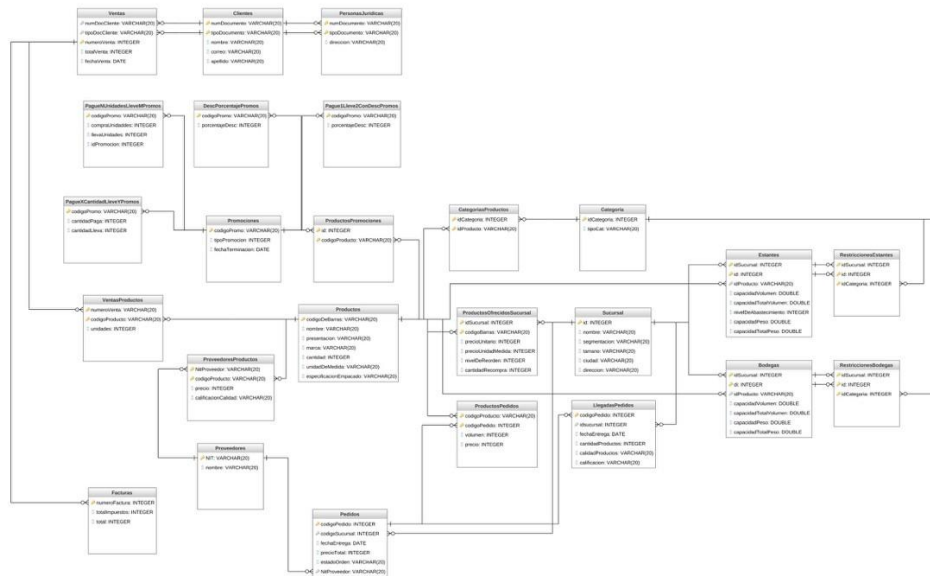 Ventas
numDocCliente: VARCHAR(20)
tipoDocCliente: VARCHAR(20)
numeroVenta: INTEGER
totalVenta: INTEGER
fechaVenta: DATE
Clientes
numDocumento: VARCHAR(20)
tipoDocumento: VARCHAR(20)
nombre: VARCHAR(20)
correo: VARCHAR(20)
apellido: VARCHAR(20)
PersonasJuridicas
numDocumento: VARCHAR(20)
tipoDocumento: VARCHAR(20)
direccion: VARCHAR(20)
PagueNUnidadesLleveMPromos
codigoPromo: VARCHAR(20)
compraUnidades: INTEGER
llevaUnidades: INTEGER
idPromocion: INTEGER
DescPorcentajePromos
codigoPromo: VARCHAR(20)
porcentajeDesc: INTEGER
Pague1Lleve2ConDescPromos
codigoPromo: VARCHAR(20)
porcentajeDesc: INTEGER
PagueXCantidadLleveYPromos
codigoPromo: VARCHAR(20)
cantidadPaga: INTEGER
cantidadLleva: INTEGER
Promociones
codigoPromo: VARCHAR(20)
tipoPromocion: INTEGER
fechaTerminacion: DATE
ProductosPromociones
id: INTEGER
codigoProducto: VARCHAR(20)
CategoriasProductos
idCategoria: INTEGER
idProducto: VARCHAR(20)
Categoria
idCategoria: INTEGER
tipoCat: VARCHAR(20)
Estantes
idSucursal: INTEGER
id: INTEGER
idProducto: VARCHAR(20)
capacidadVolumen: DOUBLE
capacidadTotalVolumen: DOUBLE
nivelDeAbastecimiento: INTEGER
capacidadPeso: DOUBLE
capacidadPeso: DOUBLE
RestriccionesEstantes
idSucursal: INTEGER
id: INTEGER
idCategoria: INTEGER
VentasProductos
numeroVenta: INTEGER
codigoProducto: VARCHAR(20)
unidades: INTEGER
Productos
codigoDeBarras: VARCHAR(20)
nombre: VARCHAR(20)
presentacion: VARCHAR(20)
marca: VARCHAR(20)
cantidad: INTEGER
unidadDeMedida: VARCHAR(20)
especificacionEmpacado: VARCHAR(20)
ProductosOfrecidosSucursal
idSucursal: INTEGER
codigoBarras: VARCHAR(20)
precioUnitario: INTEGER
precioUnidadMedida: INTEGER
nivelDeReorden: INTEGER
cantidadRecompra: INTEGER
Sucursal
id: INTEGER
nombre: VARCHAR(20)
segmentacion: VARCHAR(20)
tamano: VARCHAR(20)
ciudad: VARCHAR(20)
direccion: VARCHAR(20)
ProveedoresProductos
NitProveedor: VARCHAR(20)
codigoProducto: VARCHAR(20)
precio: INTEGER
calificacionCalidad: VARCHAR(20)
Bodegas
idSucursal: INTEGER
id: INTEGER
idProducto: VARCHAR(20)
capacidadVolumen: DOUBLE
capacidadTotalVolumen: DOUBLE
capacidadPeso: DOUBLE
capacidadTotalPeso: DOUBLE
RestriccionesBodegas
idSucursal: INTEGER
id: INTEGER
idCategoria: INTEGER
ProductosPedidos
codigoProducto: VARCHAR(20)
codigoPedido: INTEGER
volumen: INTEGER
precio: INTEGER
LlegadasPedidos
codigoPedido: INTEGER
idsucursal: INTEGER
fechaEntrega: DATE
cantidadProductos: INTEGER
calidadProductos: VARCHAR(20)
calificacion: VARCHAR(20)
Proveedores
NIT: VARCHAR(20)
nombre: VARCHAR(20)
Facturas
numeroFactura: INTEGER
totalImpuestos: INTEGER
total: INTEGER
Pedidos
codigoPedido: INTEGER
codigoSucursal: INTEGER
fechaEntrega: DATE
precioTotal: INTEGER
estadoOrden: VARCHAR(20)
NitProveedor: VARCHAR(20)